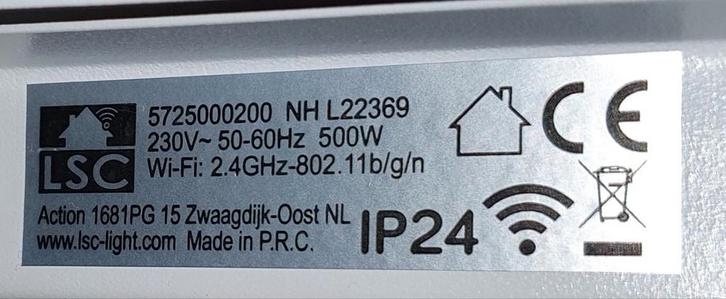 5725000200 NH L22369
230V~ 50-60Hz 500W
LSC
Wi-Fi: 2.4GHz-802.11b/g/n
Action 1681PG 15 Zwaagdijk-Oost NL
www.lsc-light.com Made in P.R.C.
IP24
CE